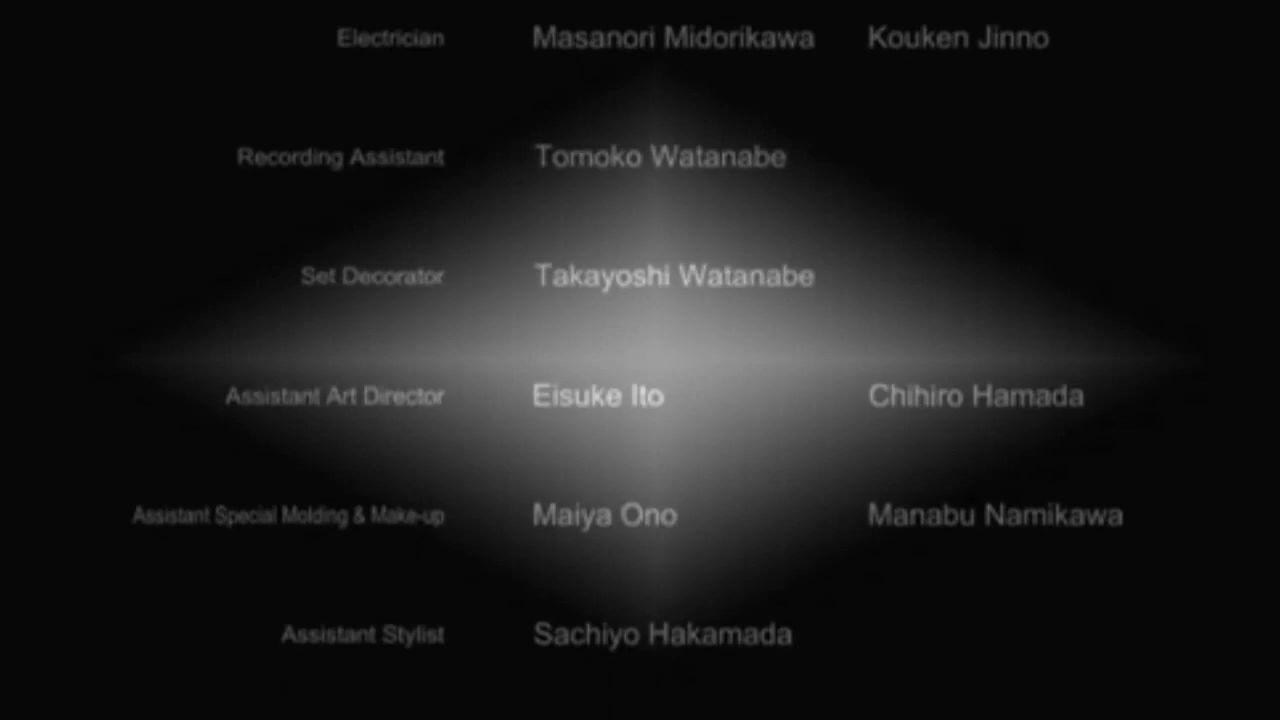 Electrician Masanori Midorikawa Kouken Jinno
Recording Assistant Tomoko Watanabe
Set Decorator Takayoshi Watanabe
Assistant Art Director Eisuke Ito Chihiro Hamada
Assistant Special Molding & Make-up Maiya Ono Manabu Namikawa
Assistant Stylist Sachiyo Hakamada